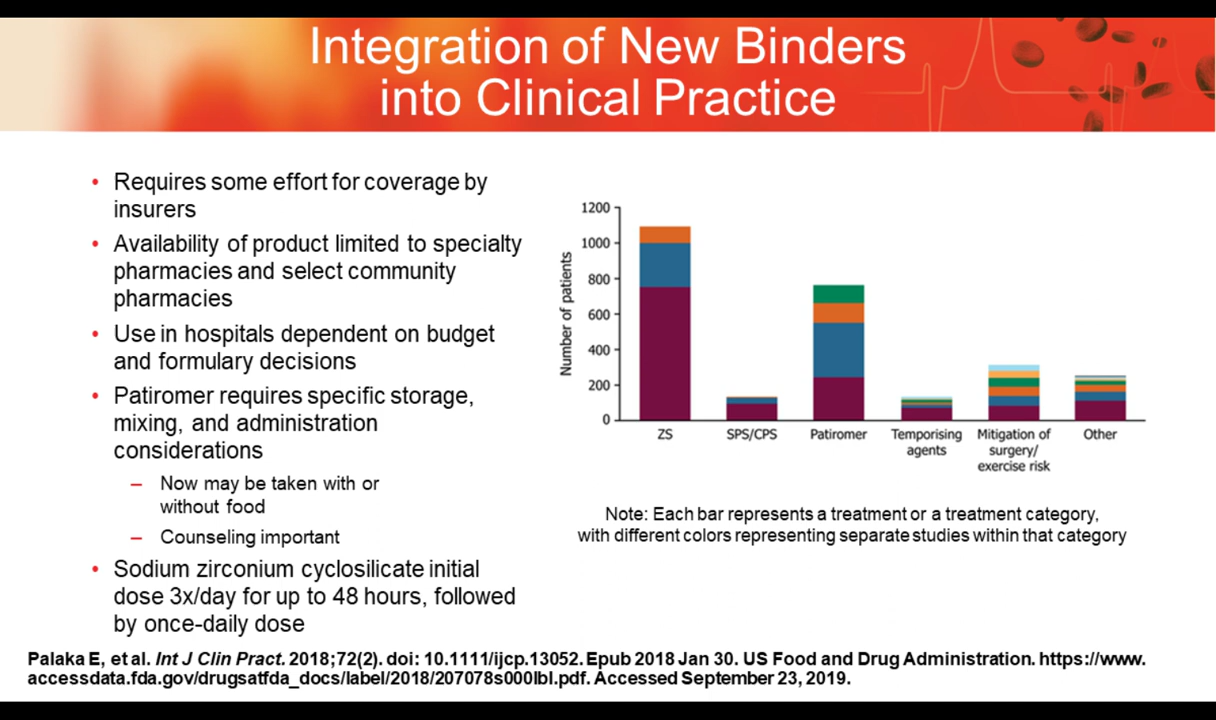 Integration of New Binders
into Clinical Practice
• Requires some effort for coverage by
insurers
• Availability of product limited to specialty
pharmacies and select community
pharmacies
• Use in hospitals dependent on budget
and formulary decisions
• Patiromer requires specific storage,
mixing, and administration
considerations
– Now may be taken with or
without food
– Counseling important
• Sodium zirconium cyclosilicate initial
dose 3x/day for up to 48 hours, followed
by once-daily dose
Number of patients
1200
1000
800
600
400
200
0
ZS
SPS/CPS
Patiromer
Temporising
agents
Mitigation of
surgery/
exercise risk
Other
Note: Each bar represents a treatment or a treatment category,
with different colors representing separate studies within that category
Palaka E, et al. Int J Clin Pract. 2018;72(2). doi: 10.1111/ijcp.13052. Epub 2018 Jan 30. US Food and Drug Administration. https://www.
accessdata.fda.gov/drugsatfda_docs/label/2018/207078s000lbl.pdf. Accessed September 23, 2019.